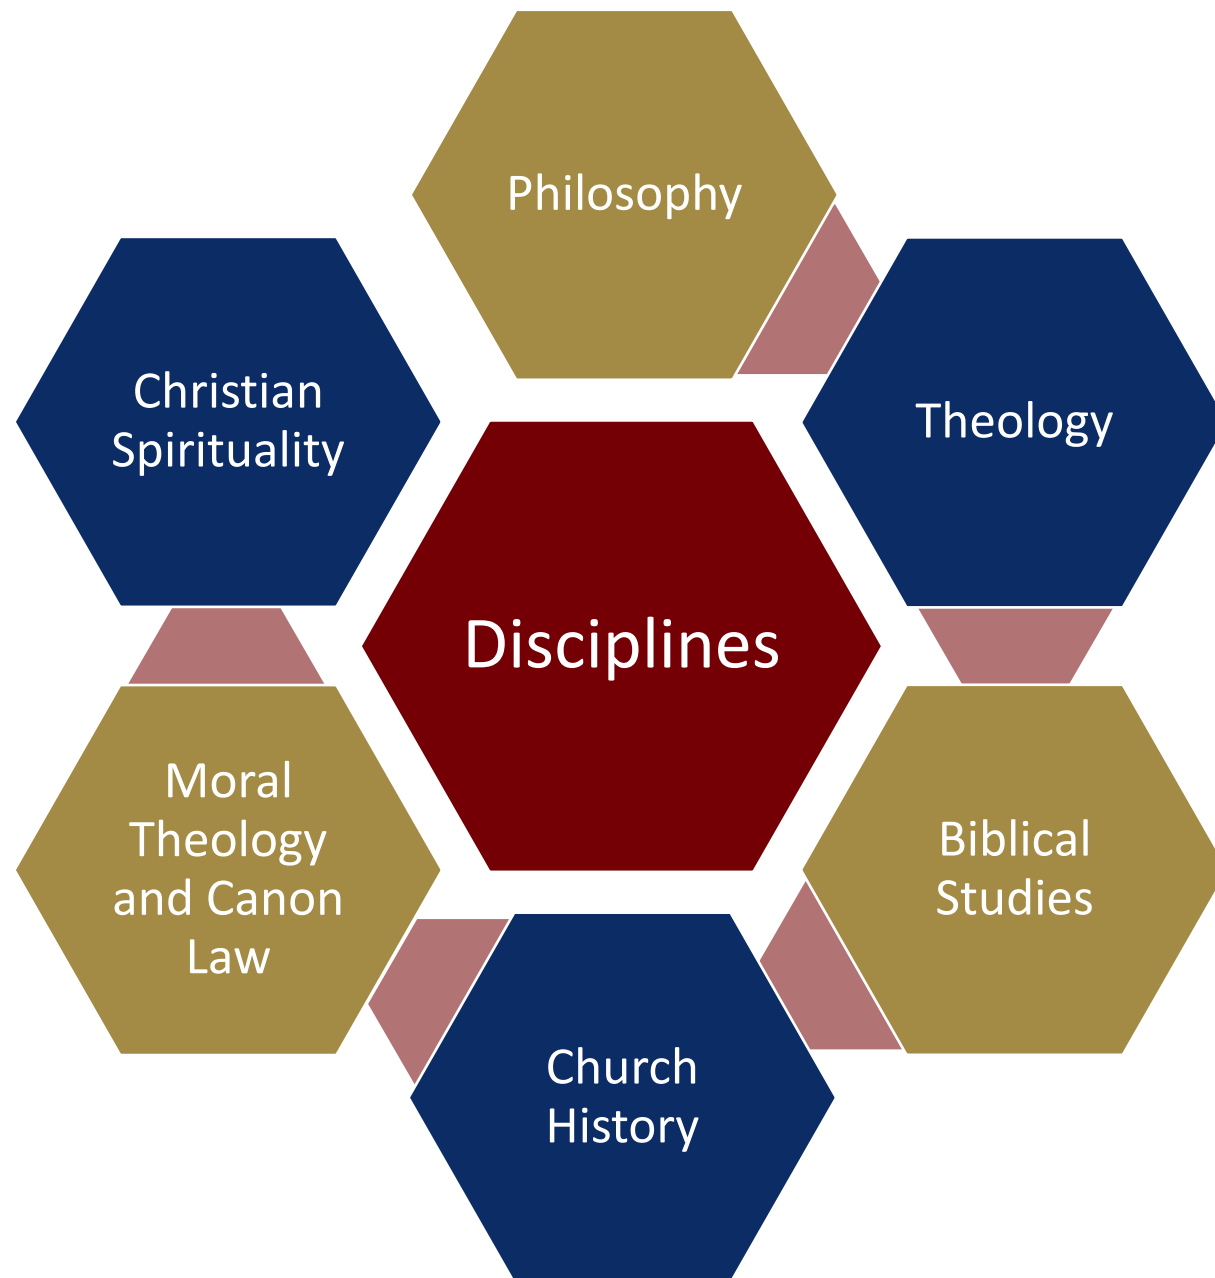 Philosophy
Theology
Biblical
Studies
Church
History
Moral
Theology
and Canon
Law
Christian
Spirituality
Disciplines